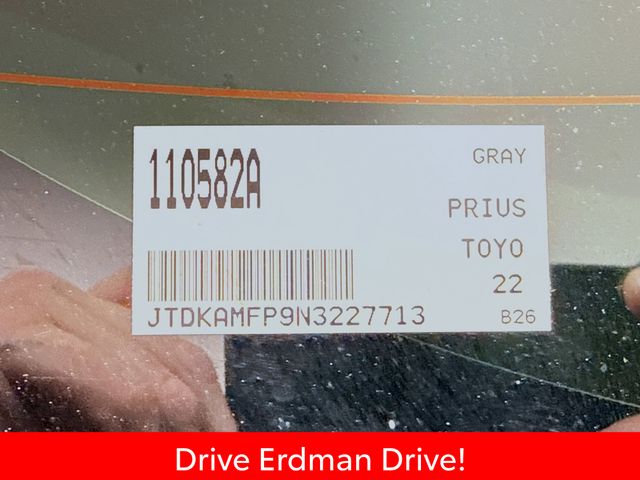 110582A
GRAY
PRIUS
TOYO
22
JTDKAMFP9N3227713
B26
Drive Erdman Drive!